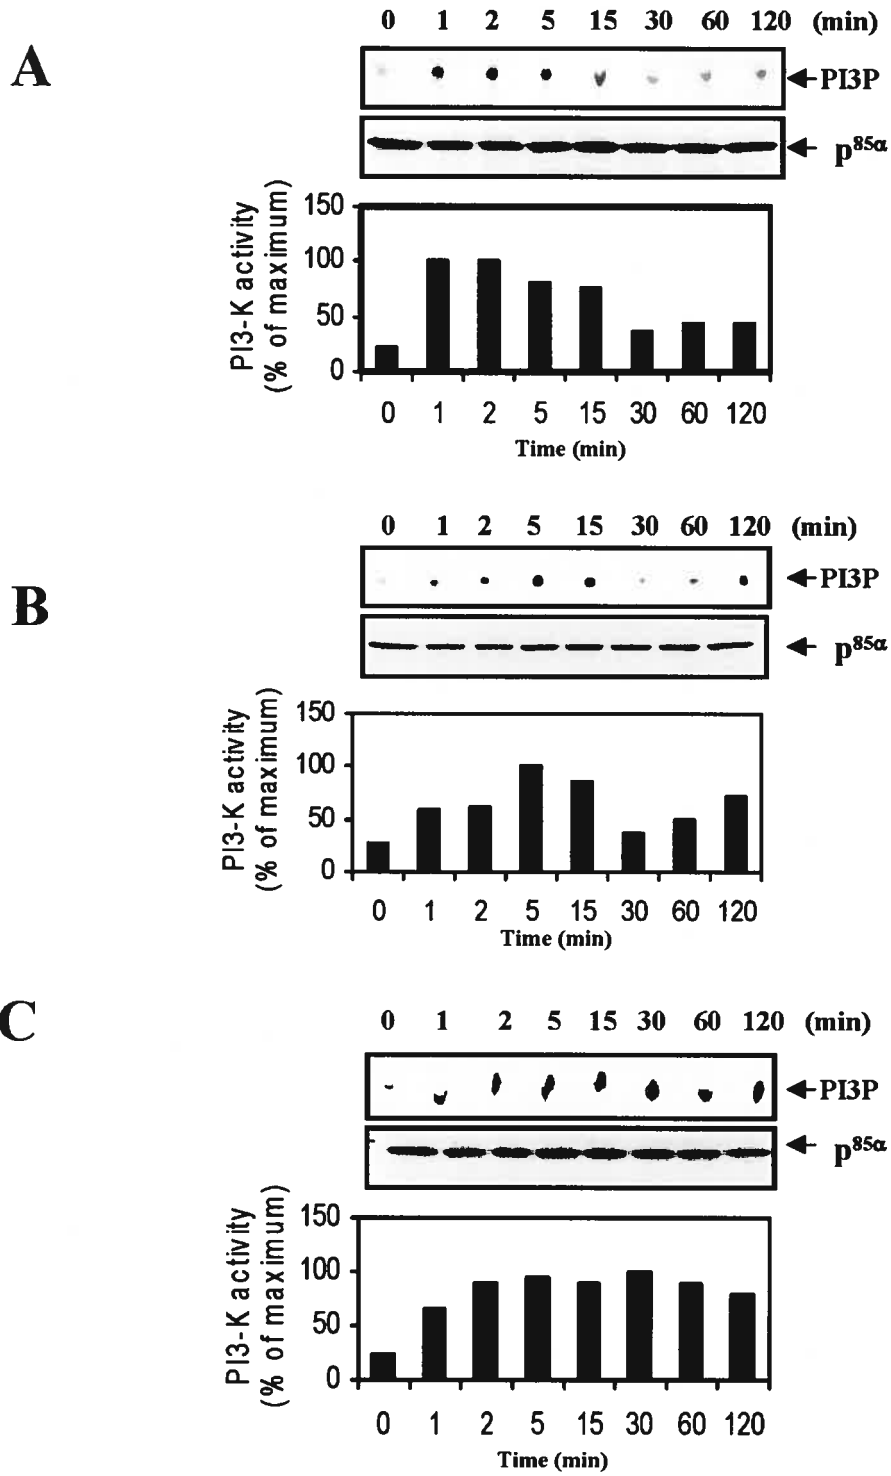 A
0 1 2 5 15 30 60 120 (min)
PI3P
p85α
PI3-K activity
(% of maximum)
150
100
50
0
0 1 2 5 15 30 60 120
Time (min)
B
0 1 2 5 15 30 60 120 (min)
PI3P
p85α
PI3-K activity
(% of maximum)
150
100
50
0
0 1 2 5 15 30 60 120
Time (min)
C
0 1 2 5 15 30 60 120 (min)
PI3P
p85α
PI3-K activity
(% of maximum)
150
100
50
0
0 1 2 5 15 30 60 120
Time (min)